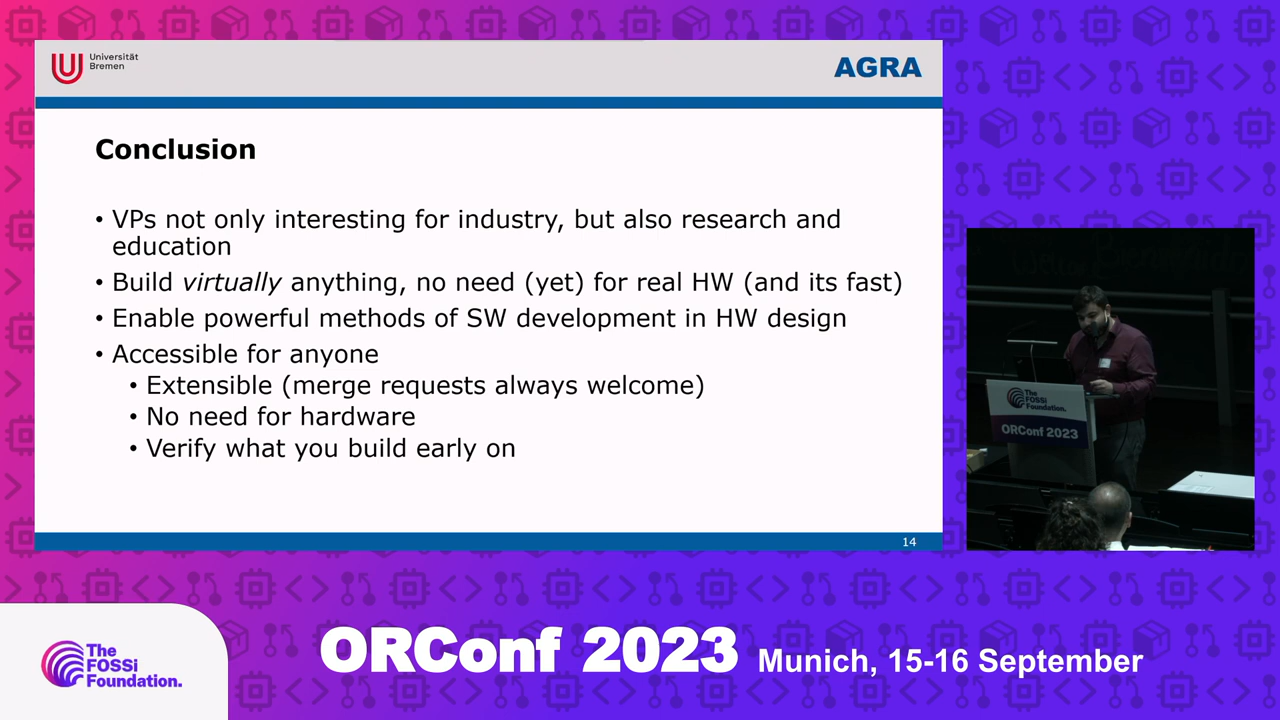 Universität
Bremen
AGRA
Conclusion
• VPs not only interesting for industry, but also research and
education
• Build virtually anything, no need (yet) for real HW (and its fast)
• Enable powerful methods of SW development in HW design
• Accessible for anyone
• Extensible (merge requests always welcome)
• No need for hardware
• Verify what you build early on
14
The
FOSSi
Foundation.
ORConf 2023
The
FOSSi
Foundation.
ORConf 2023 Munich, 15-16 September